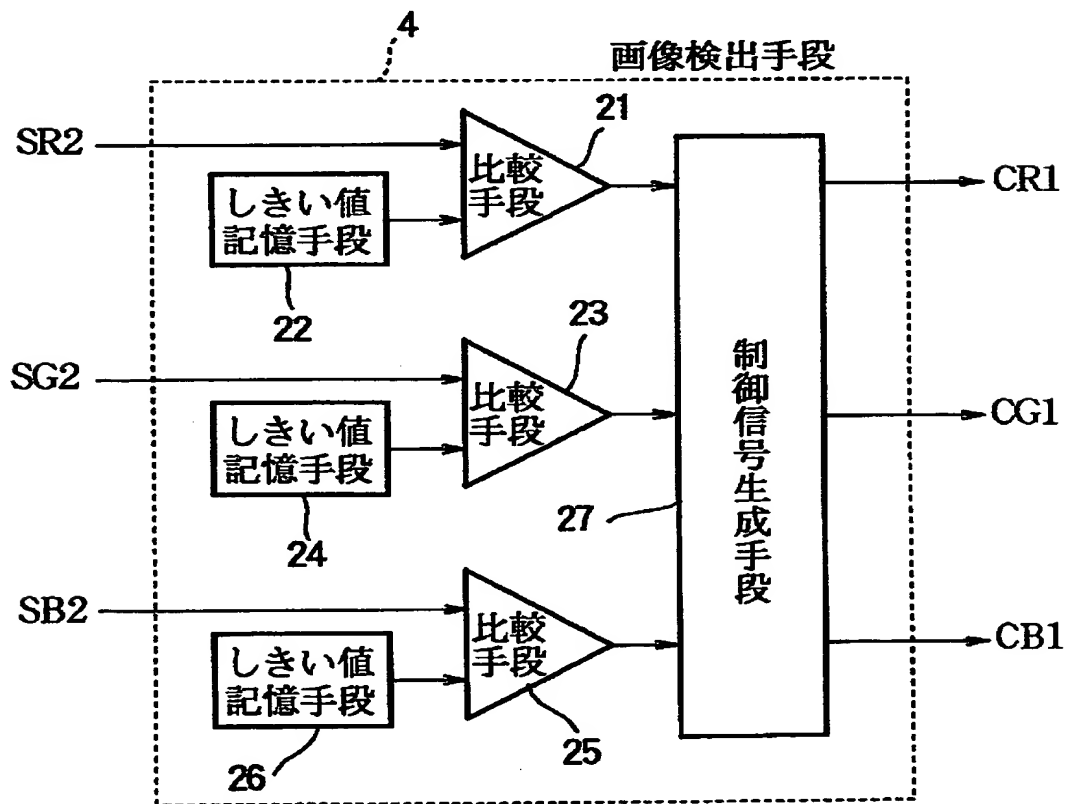 4
画像検出手段
SR2
比較
手段
21
しきい値
記憶手段
22
CR1
SG2
比較
手段
23
しきい値
記憶手段
24
制御信号生成手段
27
CG1
SB2
比較
手段
25
しきい値
記憶手段
26
CB1